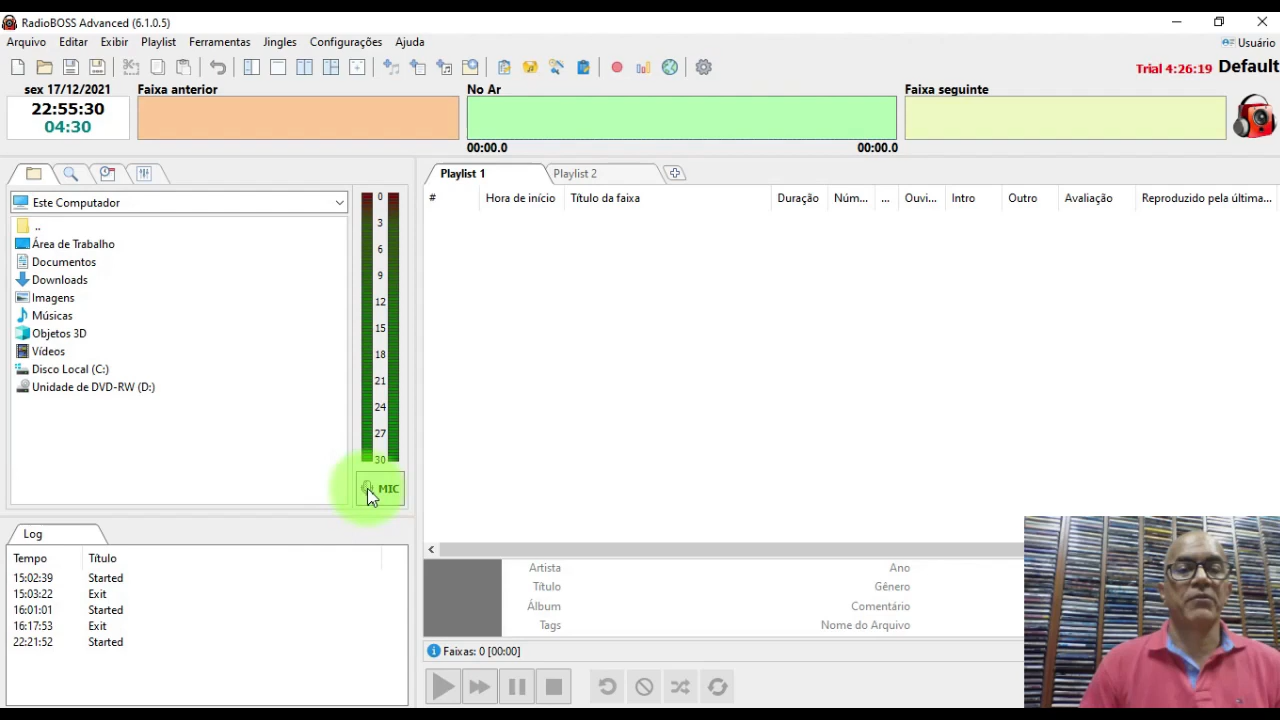 RadioBOSS Advanced (6.1.0.5)
Arquivo Editar Exibir Playlist Ferramentas Jingles Configurações Ajuda
Usuário
Trial 4:26:19 Default
sex 17/12/2021 Faixa anterior No Ar Faixa seguinte
22:55:30
04:30
00:00.0 00:00.0
Playlist 1 Playlist 2
Este Computador
# Hora de início Título da faixa Duração Núm... ... Ouvi... Intro Outro Avaliação Reproduzido pela última...
..
Área de Trabalho
Documentos
Downloads
Imagens
Músicas
Objetos 3D
Vídeos
Disco Local (C:)
Unidade de DVD-RW (D:)
0
3
6
9
12
15
18
21
24
27
30
MIC
Log
Tempo Título
15:02:39 Started
15:03:22 Exit
16:01:01 Started
16:17:53 Exit
22:21:52 Started
Artista Ano
Título Gênero
Álbum Comentário
Tags Nome do Arquivo
Faixas: 0 [00:00]